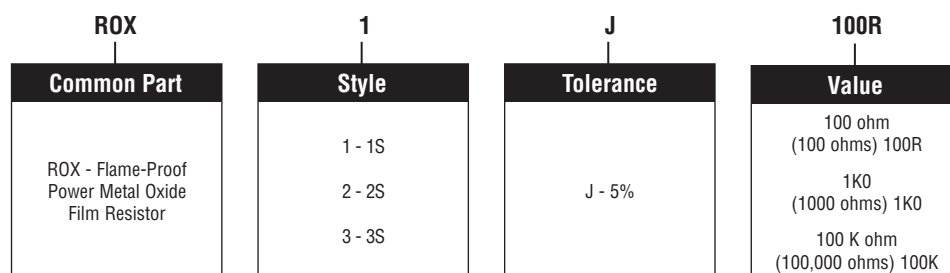 ROX 1 J 100R
Common Part Style Tolerance Value
ROX - Flame-Proof
Power Metal Oxide
Film Resistor
1 - 1S
2 - 2S
3 - 3S
J - 5%
100 ohm
(100 ohms) 100R
1K0
(1000 ohms) 1K0
100 K ohm
(100,000 ohms) 100K